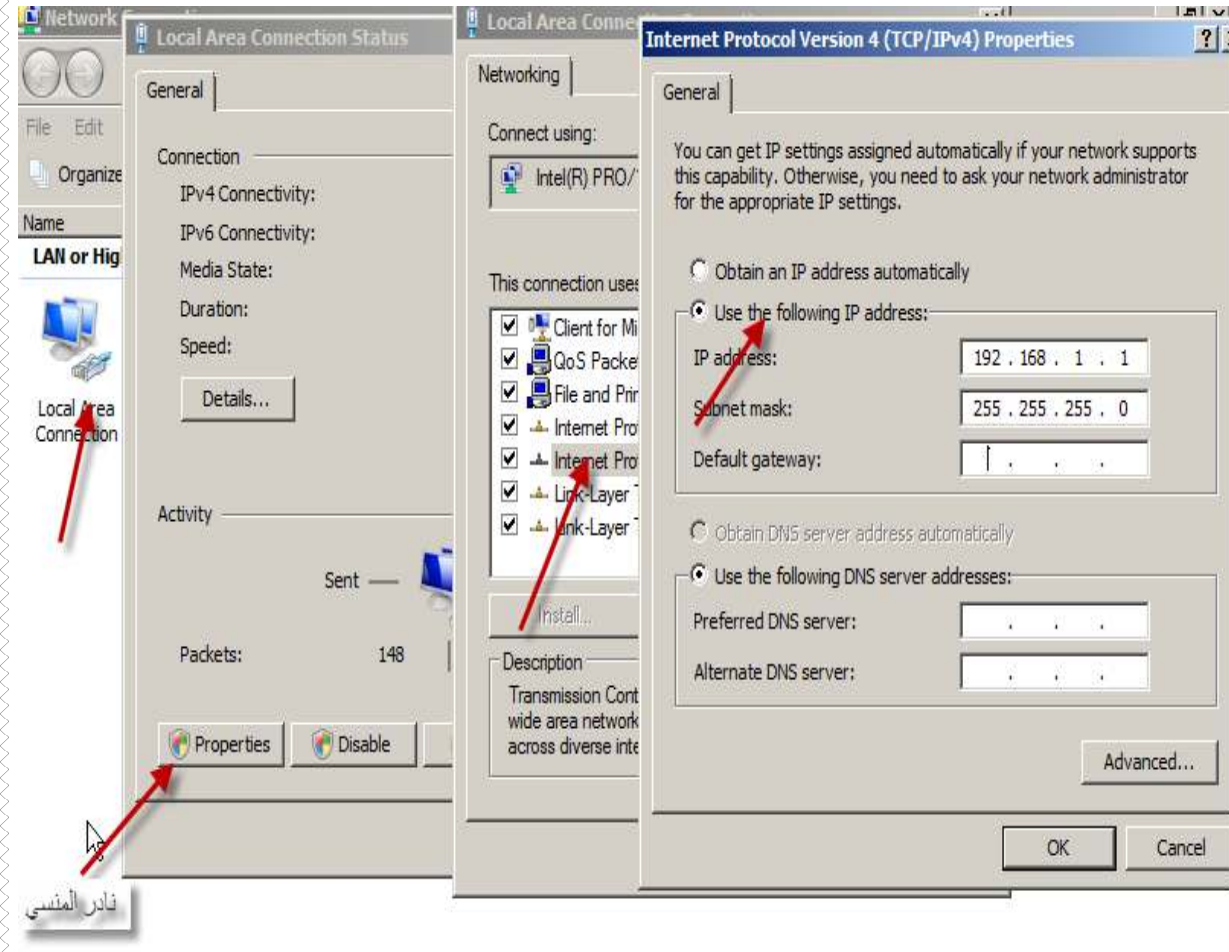 Network
File Edit
Organize
Name
LAN or Hig
Local Area
Connection
Local Area Connection Status
General
Connection
IPv4 Connectivity:
IPv6 Connectivity:
Media State:
Duration:
Speed:
Details...
Activity
Sent
Packets: 148
Properties Disable
نادر المنسي
Local Area Conne
Networking
Connect using:
Intel(R) PRO/
This connection uses
Client for Mi
QoS Packe
File and Prin
Internet Pro
Internet Pro
Link-Layer
Link-Layer
Install...
Description
Transmission Cont
wide area network
across diverse inte
Internet Protocol Version 4 (TCP/IPv4) Properties
General
You can get IP settings assigned automatically if your network supports
this capability. Otherwise, you need to ask your network administrator
for the appropriate IP settings.
Obtain an IP address automatically
Use the following IP address:
IP address: 192 . 168 . 1 . 1
Subnet mask: 255 . 255 . 255 . 0
Default gateway: . . .
Obtain DNS server address automatically
Use the following DNS server addresses:
Preferred DNS server: . . .
Alternate DNS server: . . .
Advanced...
OK Cancel